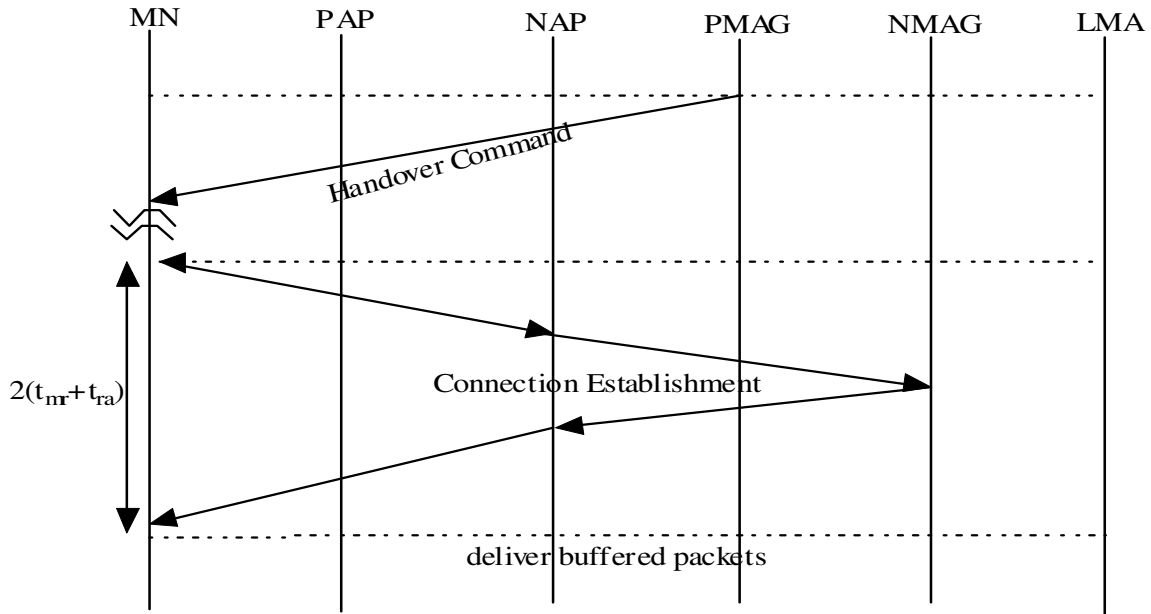 MN PAP NAP PMAG NMAG LMA
Handover Command
Connection Establishment
2(tmr+tra)
deliver buffered packets